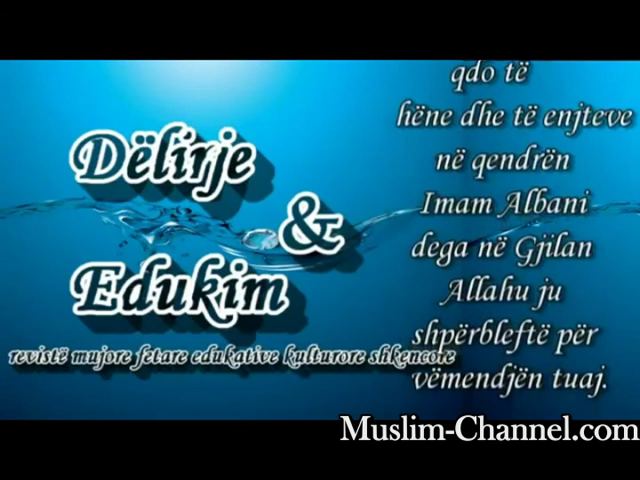 Dëlirje
&
Edukim
revistë mujore fetare edukative kulturore shkencore
qdo të
hëne dhe të enjteve
në qendrën
Imam Albani
dega në Gjilan
Allahu ju
shpërbleftë për
vëmendjën tuaj.
Muslim-Channel.com